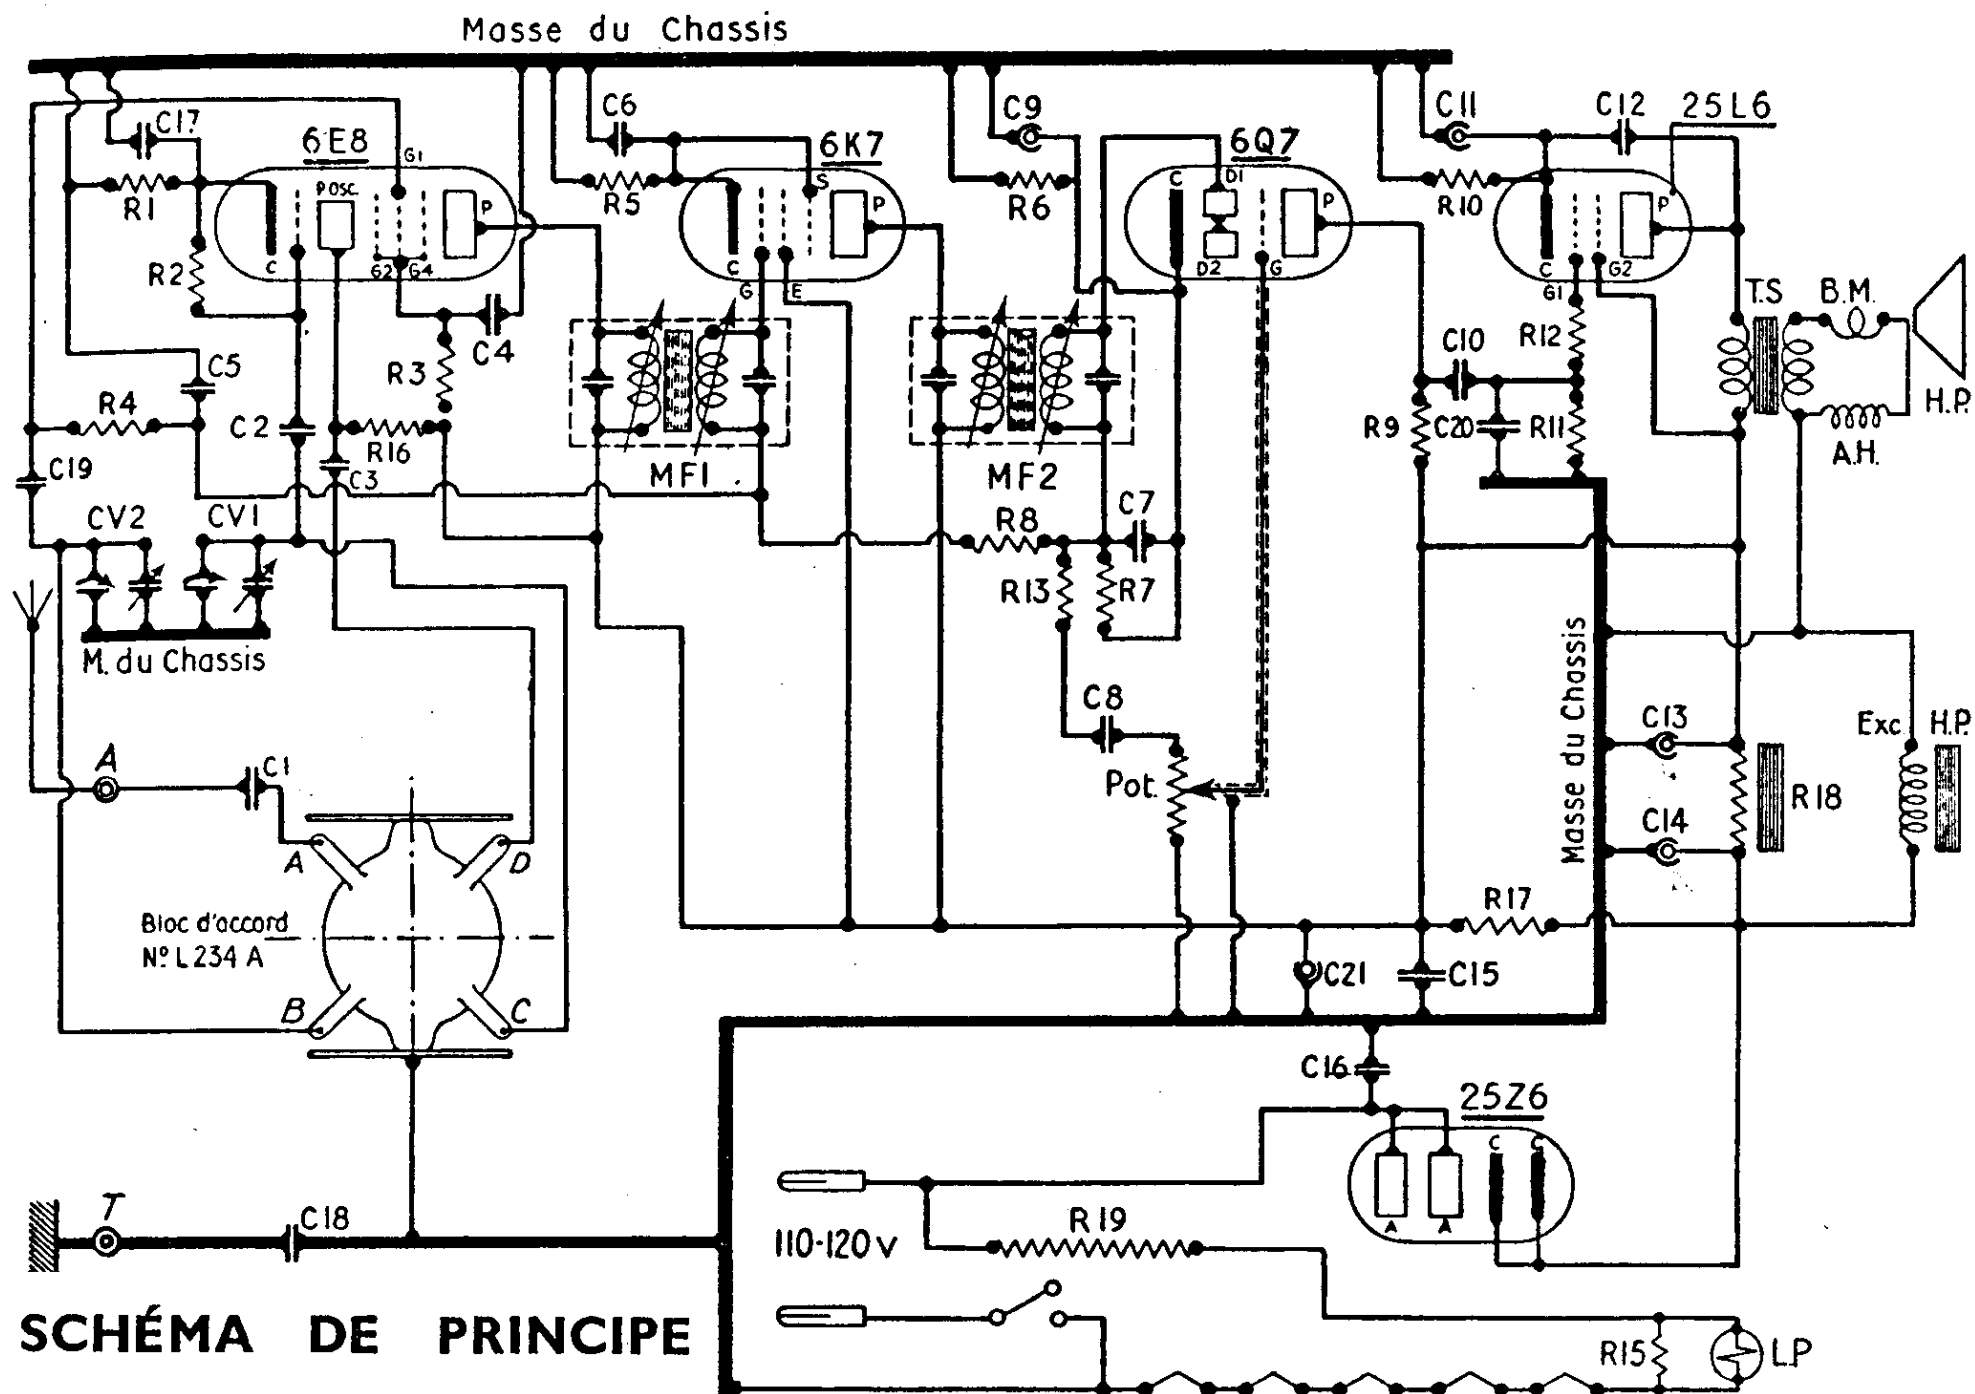 Masse du Chassis
C17
6E8
G1
C6
6K7
C9
6Q7
C11
C12
25L6
P OSC.
P
S
P
C
D1
P
R10
P
R1
R5
R6
R2
C
G2 G4
C
G
E
D2
G
C
G1
G2
T.S
B.M.
C4
R3
C5
C10
R12
R4
C2
R16
R9
C20
R11
H.P.
A.H.
C19
C3
MF1
MF2
CV2
CV1
R8
C7
R13
R7
M. du Chassis
Masse du Chassis
C8
C13
Exc.
H.P.
A
C1
Pot.
R18
C14
A
D
R17
Bloc d'accord
Nº L 234 A
C21
C15
B
C
C16
25Z6
C
C
T
C18
A
A
R19
110-120 V
SCHÉMA DE PRINCIPE
R15
L.P